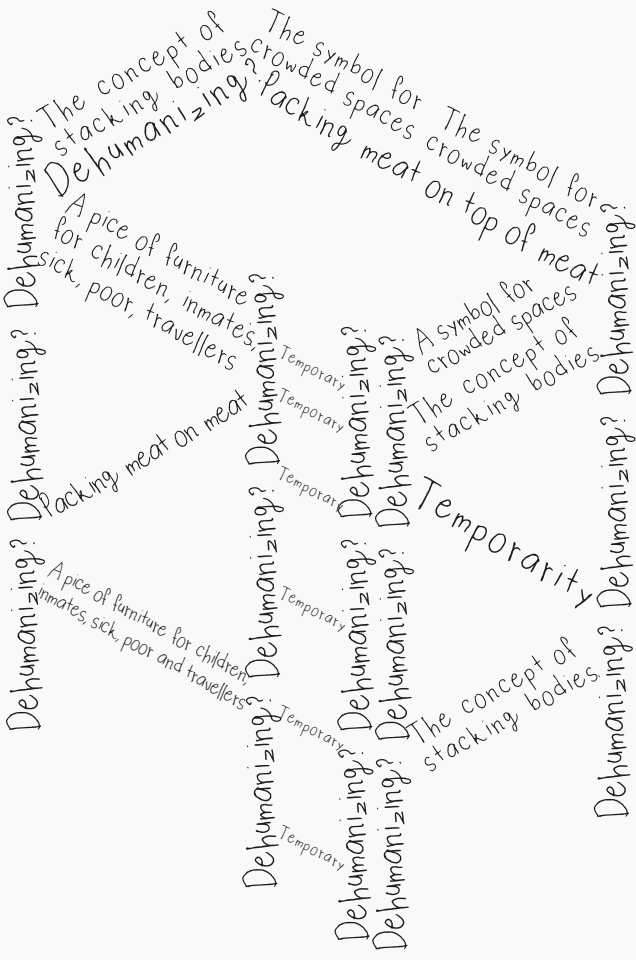 The concept of
stacking bodies
Dehumanizing?
The symbol for
crowded spaces
The symbol for
crowded spaces
Packing meat on top of meat
Dehumanizing?
Dehumanizing?
Dehumanizing?
A pice of furniture
for children, inmates,
sick, poor, travellers
Packing meat on meat
A pice of furniture for children,
inmates, sick, poor and travellers
Dehumanizing?
Dehumanizing?
Dehumanizing?
Temporary
Temporary
Temporary
Temporary
Temporary
Temporary
Dehumanizing?
Dehumanizing?
Dehumanizing?
Dehumanizing?
Dehumanizing?
Dehumanizing?
A symbol for
crowded spaces
The concept of
stacking bodies
Temporarity
The concept of
stacking bodies
Dehumanizing?
Dehumanizing?
Dehumanizing?